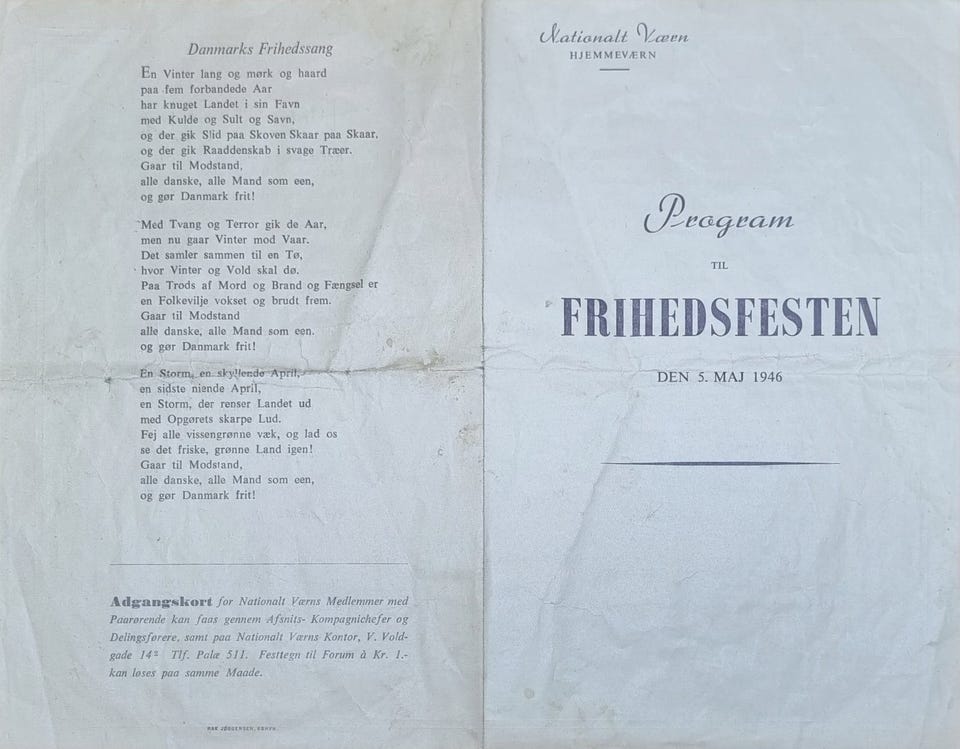 Danmarks Frihedssang
En Vinter lang og mørk og haard
paa fem forbandede Aar
har knuget Landet i sin Favn
med Kulde og Sult og Savn,
og der gik Slid paa Skoven Skaar paa Skaar,
og der gik Raaddenskab i svage Træer.
Gaar til Modstand,
alle danske, alle Mand som een,
og gør Danmark frit!
Med Tvang og Terror gik de Aar,
men nu gaar Vinter mod Vaar.
Det samler sammen til en Tø,
hvor Vinter og Vold skal dø.
Paa Trods af Mord og Brand og Fængsel er
en Folkevilje vokset og brudt frem.
Gaar til Modstand
alle danske, alle Mand som een.
og gør Danmark frit!
En Storm, en skyllende April,
en sidste niende April,
en Storm, der renser Landet ud
med Opgørets skarpe Lud.
Fej alle vissengrønne væk, og lad os
se det friske, grønne Land igen!
Gaar til Modstand,
alle danske, alle Mand som een,
og gør Danmark frit!
Adgangskort for Nationalt Værns Medlemmer med
Paarørende kan faas gennem Afsnits- Kompagnichefer og
Delingsførere, samt paa Nationalt Værns Kontor, V. Vold-
gade 14² Tlf. Palæ 511. Festtegn til Forum à Kr. 1.-
kan løses paa samme Maade.
JØRGENSEN, KBHVN.
Nationalt Værn
HJEMMEVÆRN
Program
TIL
FRIHEDSFESTEN
DEN 5. MAJ 1946